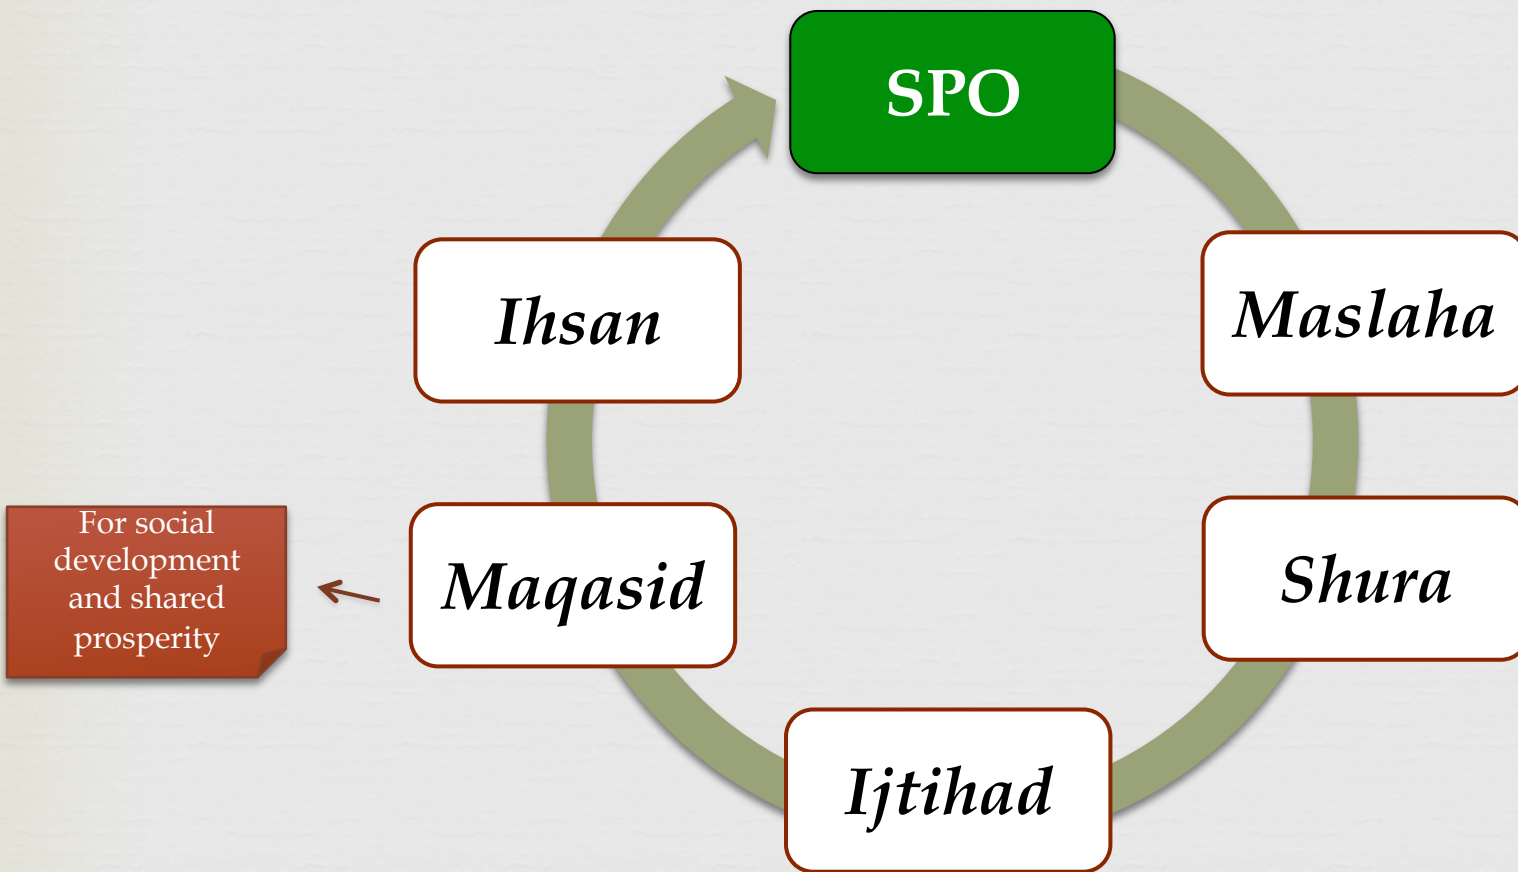 SPO
Maslaha
Shura
Ijtihad
Maqasid
For social
development
and shared
prosperity
Ihsan